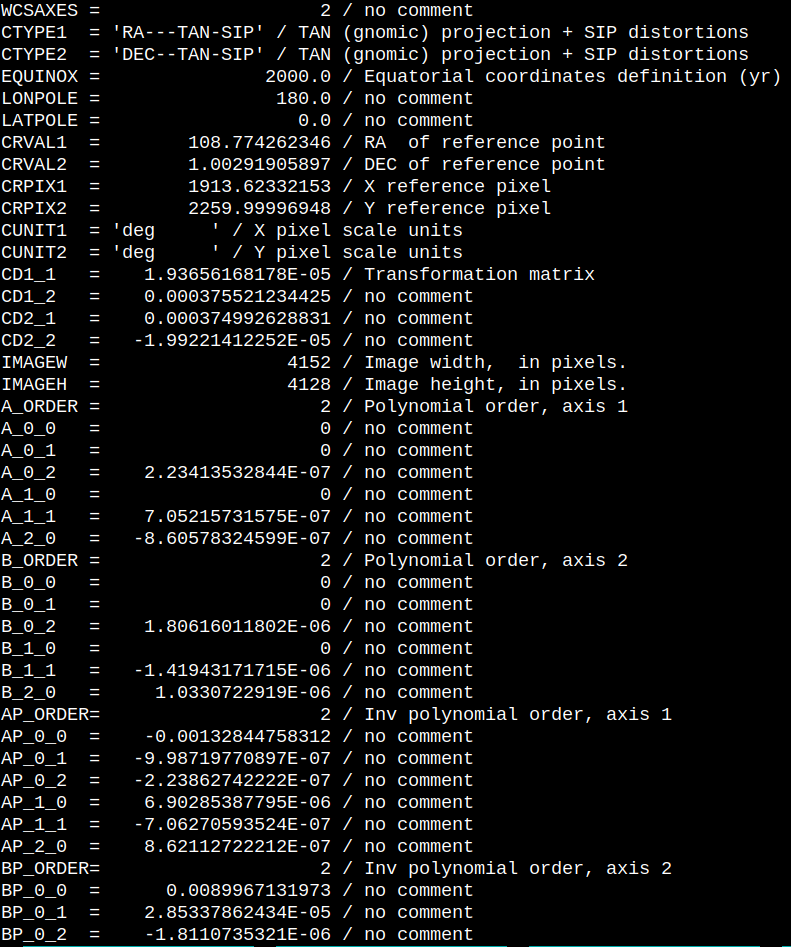 WCSAXES =                    2 / no comment
CTYPE1  = 'RA---TAN-SIP' / TAN (gnomic) projection + SIP distortions
CTYPE2  = 'DEC--TAN-SIP' / TAN (gnomic) projection + SIP distortions
EQUINOX =               2000.0 / Equatorial coordinates definition (yr)
LONPOLE =                180.0 / no comment
LATPOLE =                  0.0 / no comment
CRVAL1  =        108.774262346 / RA  of reference point
CRVAL2  =        1.00291905897 / DEC of reference point
CRPIX1  =        1913.62332153 / X reference pixel
CRPIX2  =        2259.99996948 / Y reference pixel
CUNIT1  = 'deg     ' / X pixel scale units
CUNIT2  = 'deg     ' / Y pixel scale units
CD1_1   =    1.93656168178E-05 / Transformation matrix
CD1_2   =    0.000375521234425 / no comment
CD2_1   =    0.000374992628831 / no comment
CD2_2   =   -1.99221412252E-05 / no comment
IMAGEW  =                 4152 / Image width,  in pixels.
IMAGEH  =                 4128 / Image height, in pixels.
A_ORDER =                    2 / Polynomial order, axis 1
A_0_0   =                    0 / no comment
A_0_1   =                    0 / no comment
A_0_2   =    2.23413532844E-07 / no comment
A_1_0   =                    0 / no comment
A_1_1   =    7.05215731575E-07 / no comment
A_2_0   =   -8.60578324599E-07 / no comment
B_ORDER =                    2 / Polynomial order, axis 2
B_0_0   =                    0 / no comment
B_0_1   =                    0 / no comment
B_0_2   =    1.80616011802E-06 / no comment
B_1_0   =                    0 / no comment
B_1_1   =   -1.41943171715E-06 / no comment
B_2_0   =     1.0330722919E-06 / no comment
AP_ORDER=                    2 / Inv polynomial order, axis 1
AP_0_0  =    -0.00132844758312 / no comment
AP_0_1  =   -9.98719770897E-07 / no comment
AP_0_2  =   -2.23862742222E-07 / no comment
AP_1_0  =    6.90285387795E-06 / no comment
AP_1_1  =   -7.06270593524E-07 / no comment
AP_2_0  =    8.62112722212E-07 / no comment
BP_ORDER=                    2 / Inv polynomial order, axis 2
BP_0_0  =      0.0089967131973 / no comment
BP_0_1  =    2.85337862434E-05 / no comment
BP_0_2  =    -1.8110735321E-06 / no comment